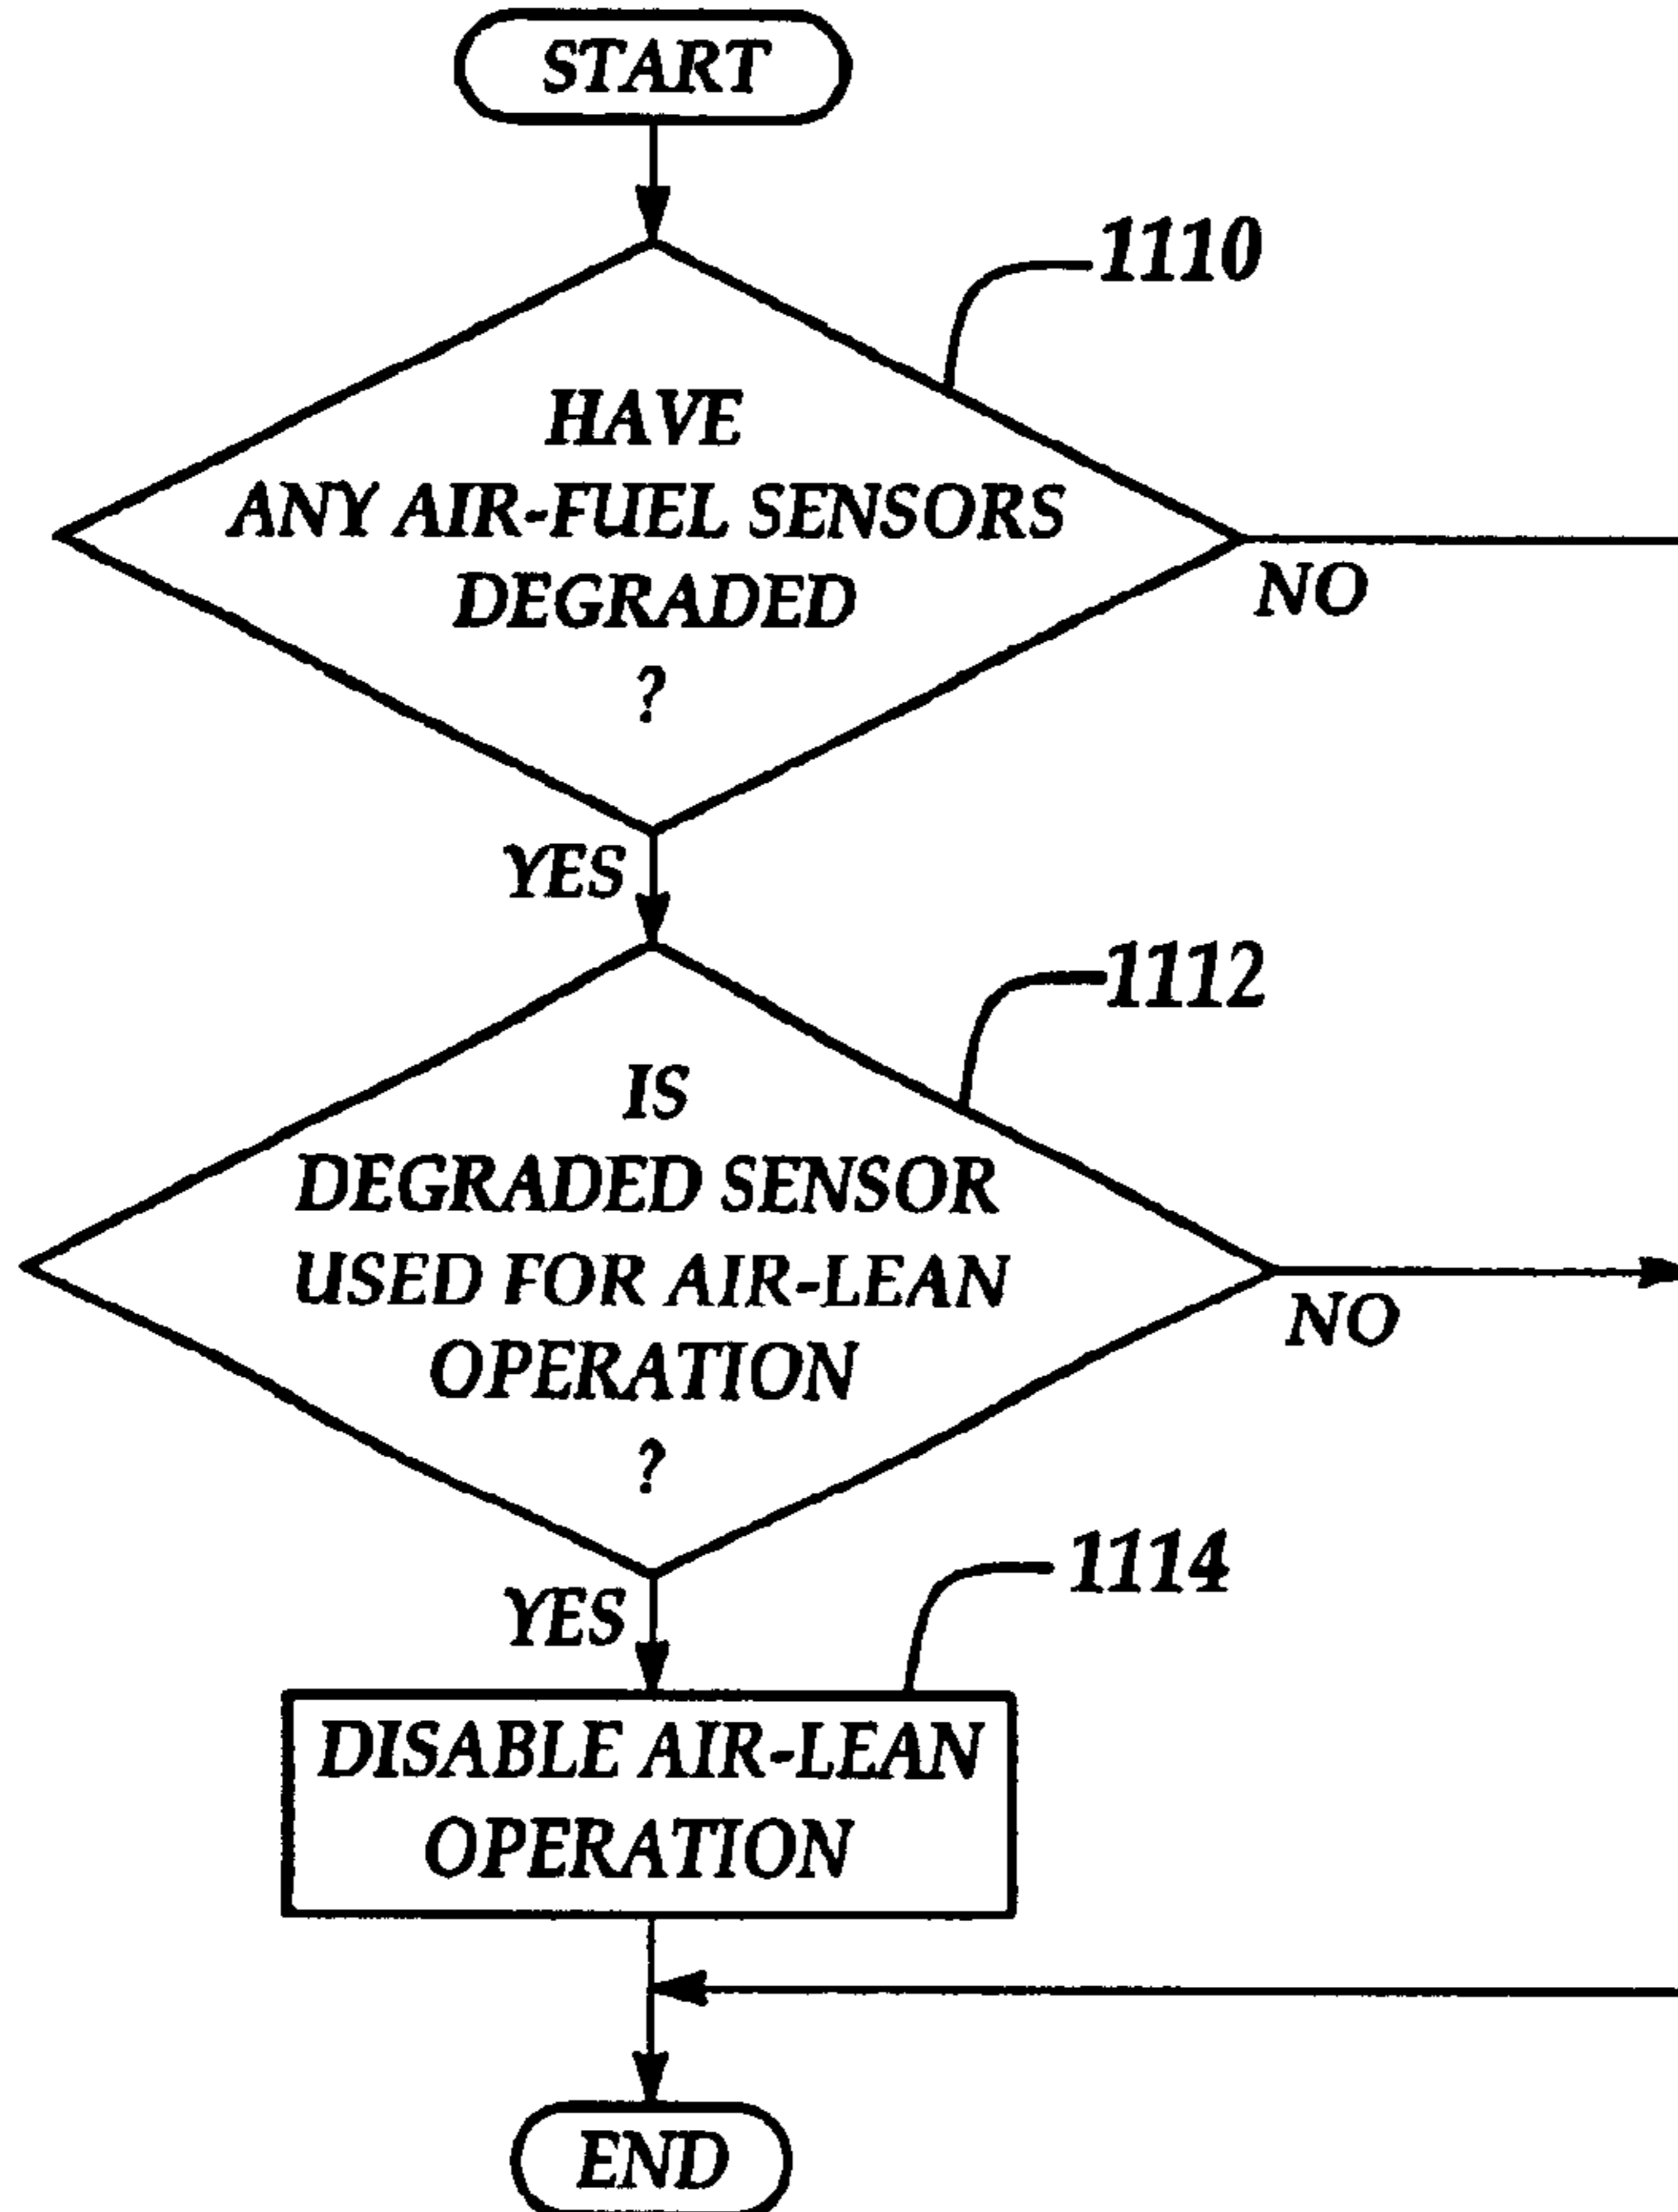 START
1110
HAVE
ANY AIR-FUEL SENSORS
DEGRADED
?
NO
YES
1112
IS
DEGRADED SENSOR
USED FOR AIR-LEAN
OPERATION
?
NO
YES
1114
DISABLE AIR-LEAN
OPERATION
END